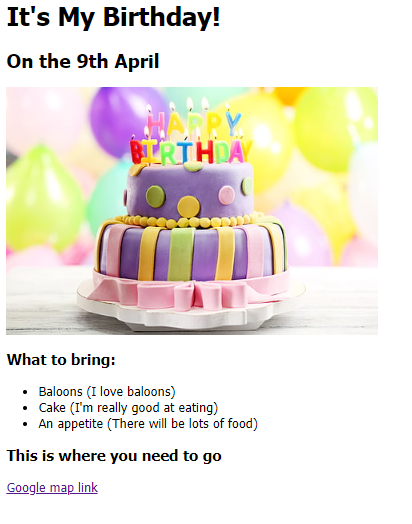 It's My Birthday!
On the 9th April
HAPPY
BIRTHDAY
What to bring:
Baloons (I love baloons)
Cake (I'm really good at eating)
An appetite (There will be lots of food)
This is where you need to go
Google map link